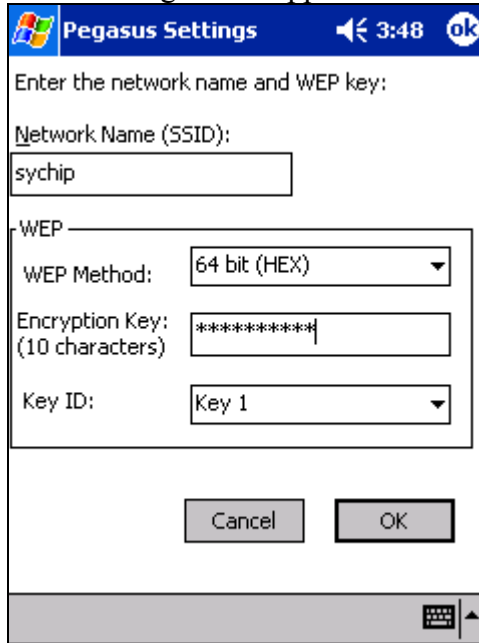 Pegasus Settings 3:48 ok
Enter the network name and WEP key:
Network Name (SSID):
sychip
WEP
WEP Method: 64 bit (HEX)
Encryption Key: **********
(10 characters)
Key ID: Key 1
Cancel OK